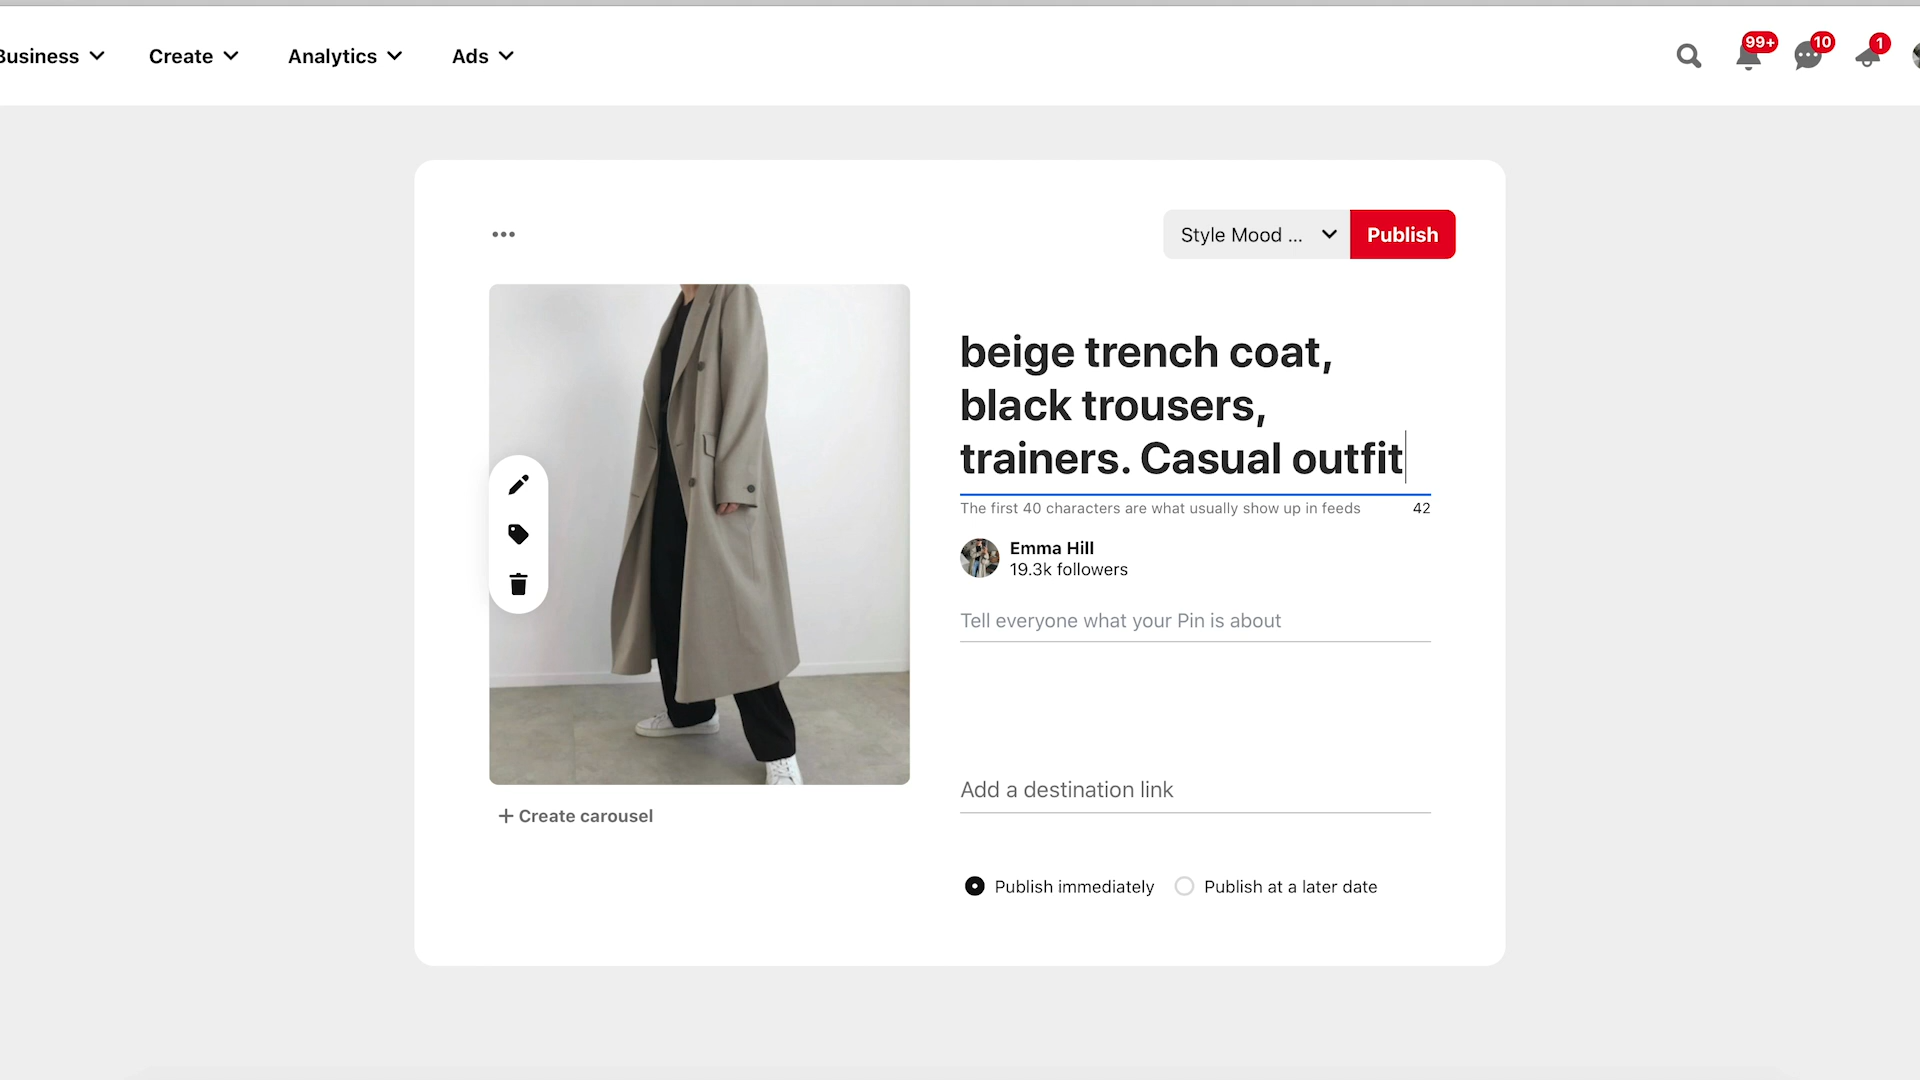 Business
Create
Analytics
Ads
99+
10
1
Style Mood ...
Publish
beige trench coat,
black trousers,
trainers. Casual outfit
The first 40 characters are what usually show up in feeds
42
Emma Hill
19.3k followers
Tell everyone what your Pin is about
Add a destination link
+ Create carousel
Publish immediately
Publish at a later date